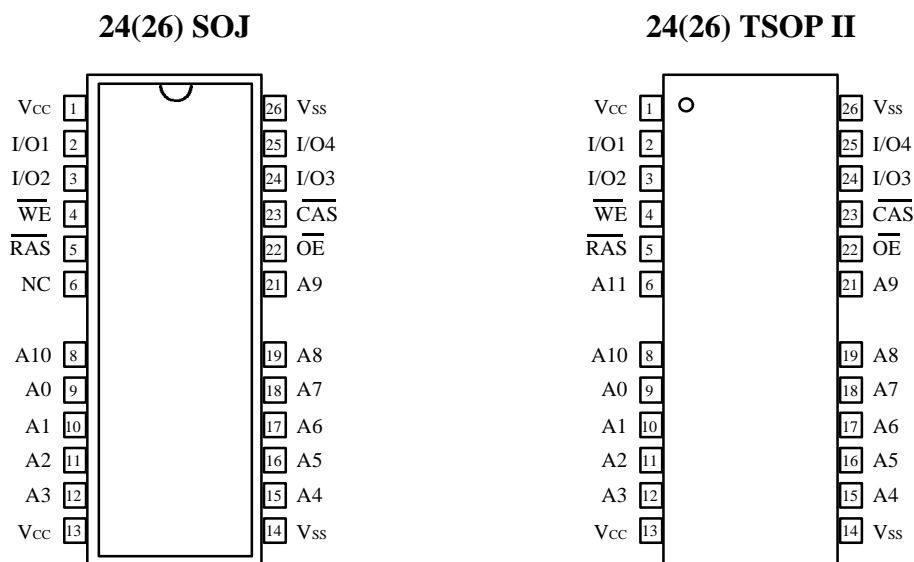 24(26) SOJ
Vcc 1 26 Vss
I/O1 2 25 I/O4
I/O2 3 24 I/O3
WE 4 23 CAS
RAS 5 22 OE
NC 6 21 A9
A10 8 19 A8
A0 9 18 A7
A1 10 17 A6
A2 11 16 A5
A3 12 15 A4
Vcc 13 14 Vss
24(26) TSOP II
Vcc 1 26 Vss
I/O1 2 25 I/O4
I/O2 3 24 I/O3
WE 4 23 CAS
RAS 5 22 OE
A11 6 21 A9
A10 8 19 A8
A0 9 18 A7
A1 10 17 A6
A2 11 16 A5
A3 12 15 A4
Vcc 13 14 Vss